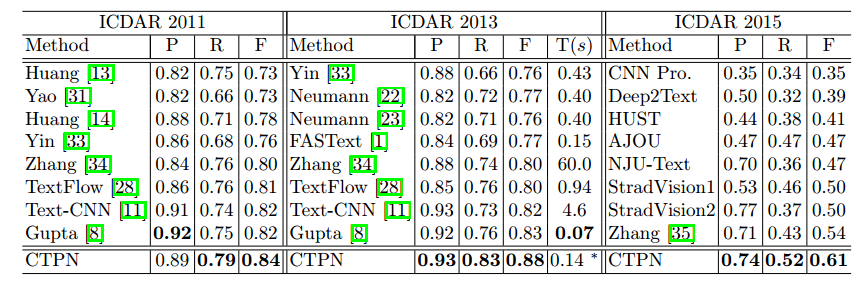 ICDAR 2011 ICDAR 2013 ICDAR 2015
Method P R F Method P R F T(s) Method P R F
Huang [13] 0.82 0.75 0.73 Yin [33] 0.88 0.66 0.76 0.43 CNN Pro. 0.35 0.34 0.35
Yao [31] 0.82 0.66 0.73 Neumann [22] 0.82 0.72 0.77 0.40 Deep2Text 0.50 0.32 0.39
Huang [14] 0.88 0.71 0.78 Neumann [23] 0.82 0.71 0.76 0.40 HUST 0.44 0.38 0.41
Yin [33] 0.86 0.68 0.76 FASText [1] 0.84 0.69 0.77 0.15 AJOU 0.47 0.47 0.47
Zhang [34] 0.84 0.76 0.80 Zhang [34] 0.88 0.74 0.80 60.0 NJU-Text 0.70 0.36 0.47
TextFlow [28] 0.86 0.76 0.81 TextFlow [28] 0.85 0.76 0.80 0.94 StradVision1 0.53 0.46 0.50
Text-CNN [11] 0.91 0.74 0.82 Text-CNN [11] 0.93 0.73 0.82 4.6 StradVision2 0.77 0.37 0.50
Gupta [8] 0.92 0.75 0.82 Gupta [8] 0.92 0.76 0.83 0.07 Zhang [35] 0.71 0.43 0.54
CTPN 0.89 0.79 0.84 CTPN 0.93 0.83 0.88 0.14 * CTPN 0.74 0.52 0.61